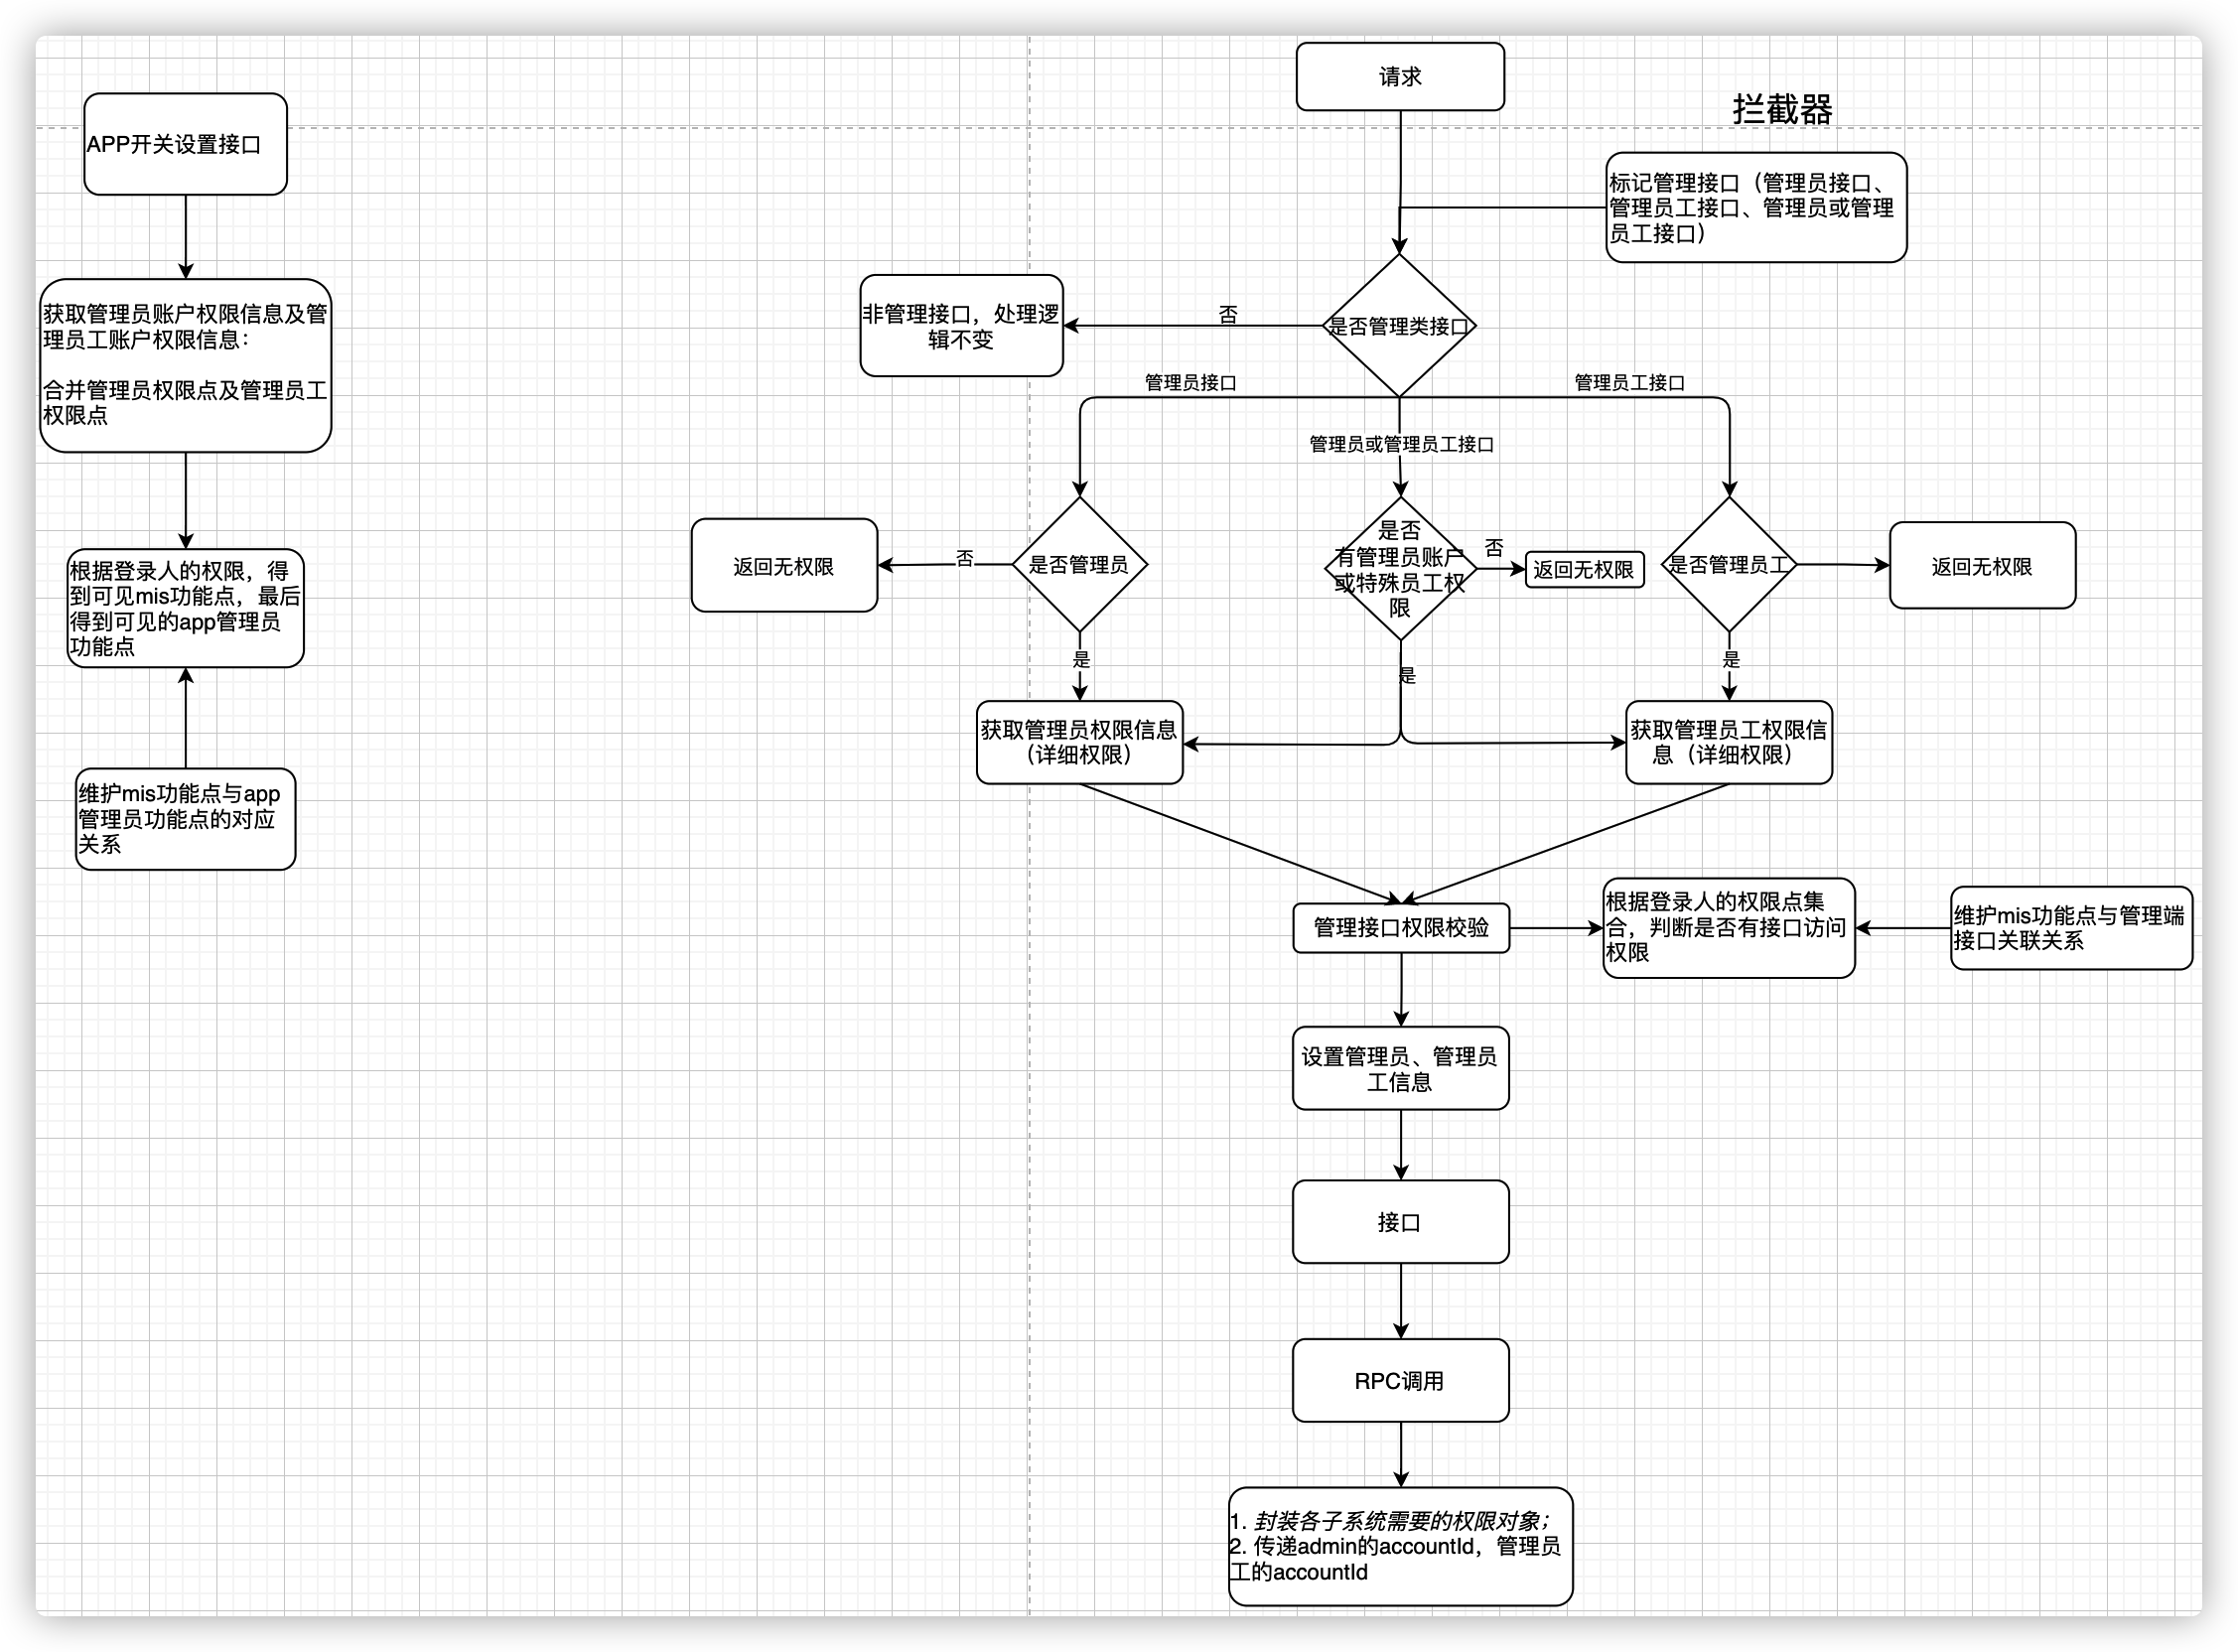 请求
拦截器
APP开关设置接口
标记管理接口（管理员接口、
管理员工接口、管理员或管理
员工接口）
获取管理员账户权限信息及管
理员工账户权限信息：
合并管理员权限点及管理员工
权限点
非管理接口，处理逻
辑不变
否
是否管理类接口
管理员接口
管理员工接口
管理员或管理员工接口
根据登录人的权限，得
到可见mis功能点，最后
得到可见的app管理员
功能点
返回无权限
否
是否管理员
是否
有管理员账户
或特殊员工权
限
否
返回无权限
是否管理员工
返回无权限
是
是
是
获取管理员权限信息
（详细权限）
获取管理员工权限信
息（详细权限）
维护mis功能点与app
管理员功能点的对应
关系
管理接口权限校验
根据登录人的权限点集
合，判断是否有接口访问
权限
维护mis功能点与管理端
接口关联关系
设置管理员、管理员
工信息
接口
RPC调用
1. 封装各子系统需要的权限对象；
2. 传递admin的accountId，管理员
工的accountId